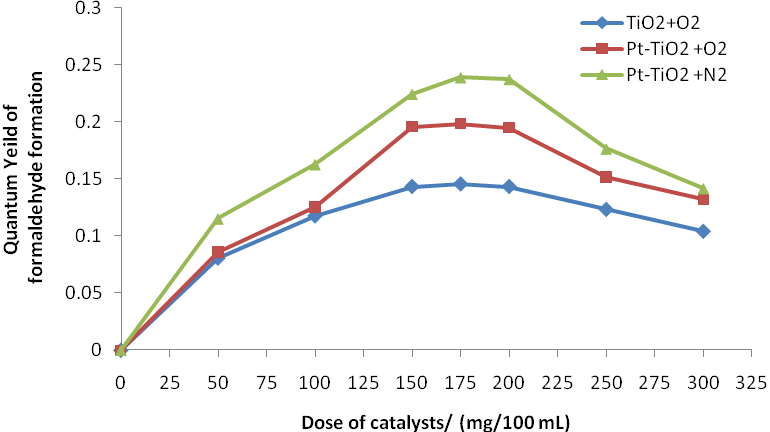 0.3
0.25
0.2
0.15
0.1
0.05
0
Quantum Yeild of
formaldehyde formation
TiO2+O2
Pt-TiO2 +O2
Pt-TiO2 +N2
0 25 50 75 100 125 150 175 200 225 250 275 300 325
Dose of catalysts/ (mg/100 mL)